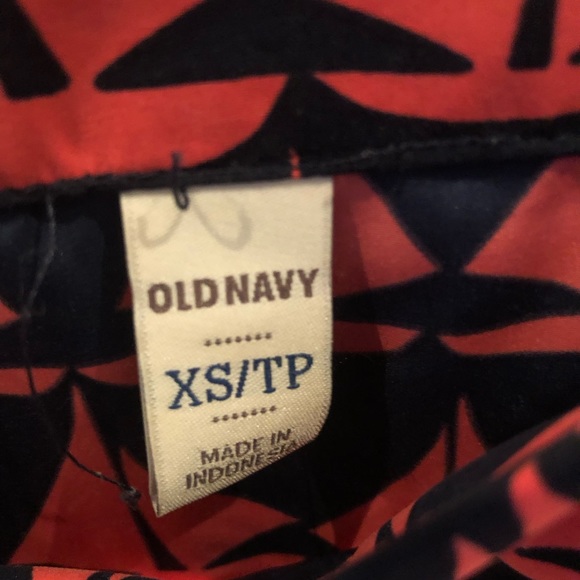 OLD NAVY
XS/TP
MADE IN
INDONESIA